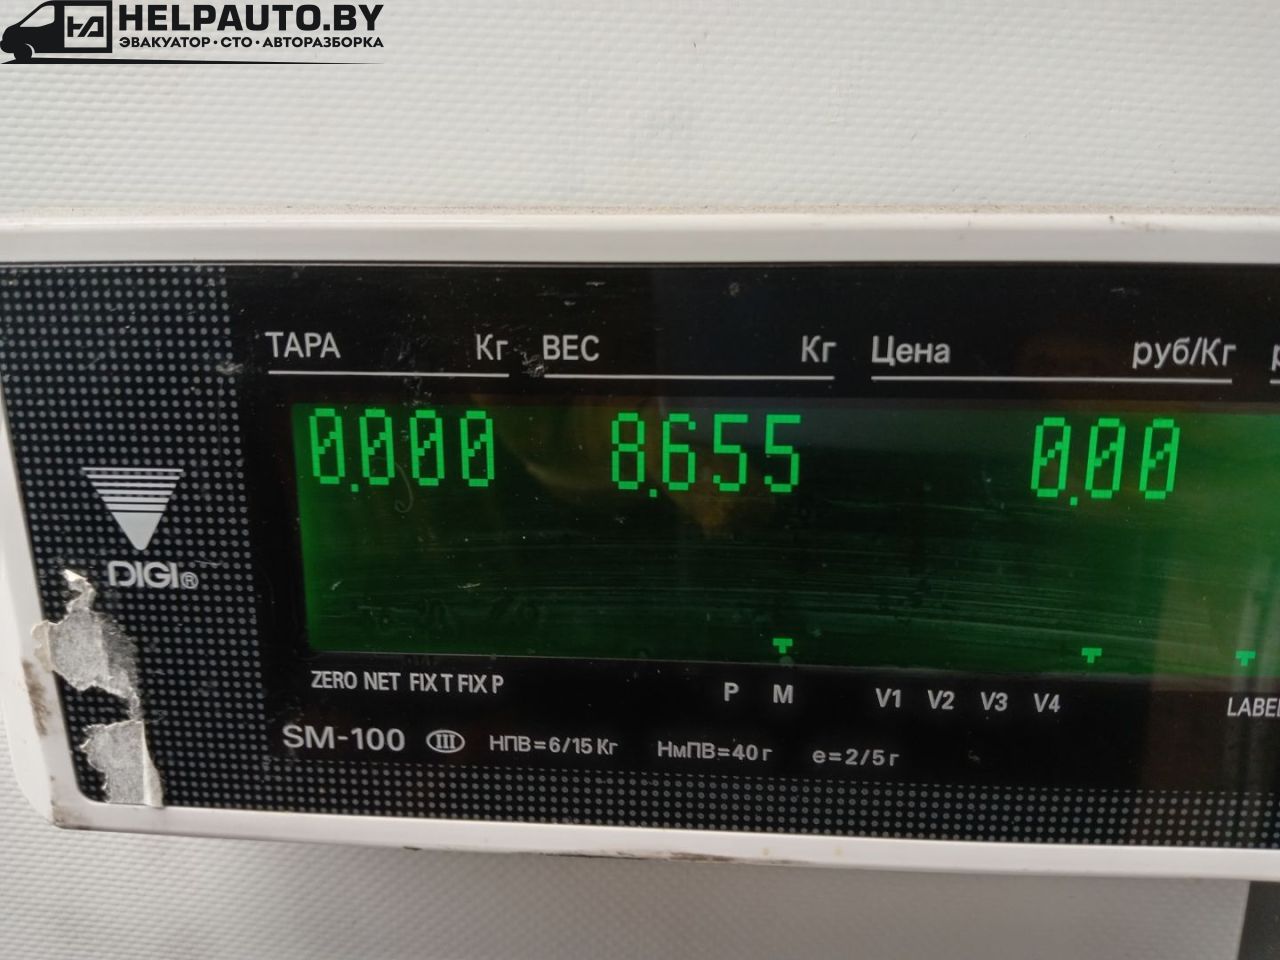 HELPAUTO.BY
ЭВАКУАТОР·СТО·АВТОРАЗБОРКА
ТАРА Кг ВЕС Кг Цена руб/Кг
0.000 8.655 0.00
DIGI®
ZERO NET FIX T FIX P P M V1 V2 V3 V4
SM-100 III НПВ=6/15 Кг НмПВ=40 г e=2/5 г